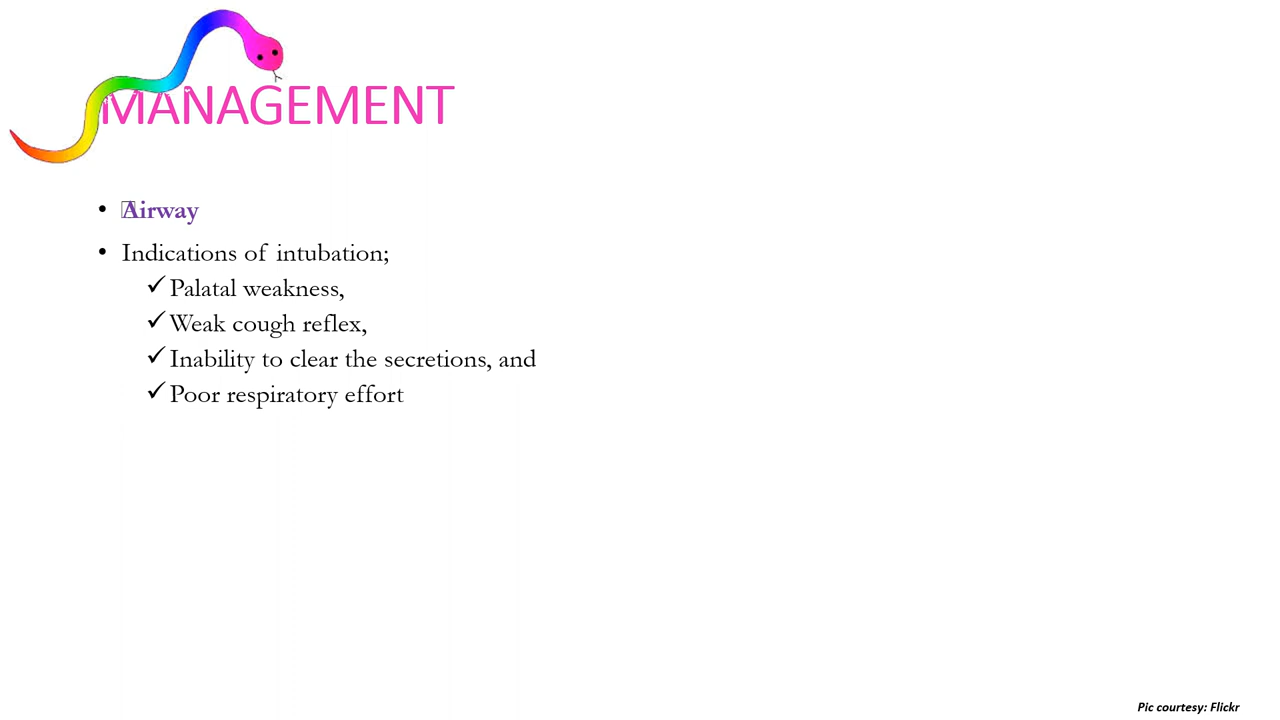 MANAGEMENT
• Airway
• Indications of intubation;
✓ Palatal weakness,
✓ Weak cough reflex,
✓ Inability to clear the secretions, and
✓ Poor respiratory effort
Pic courtesy: Flickr